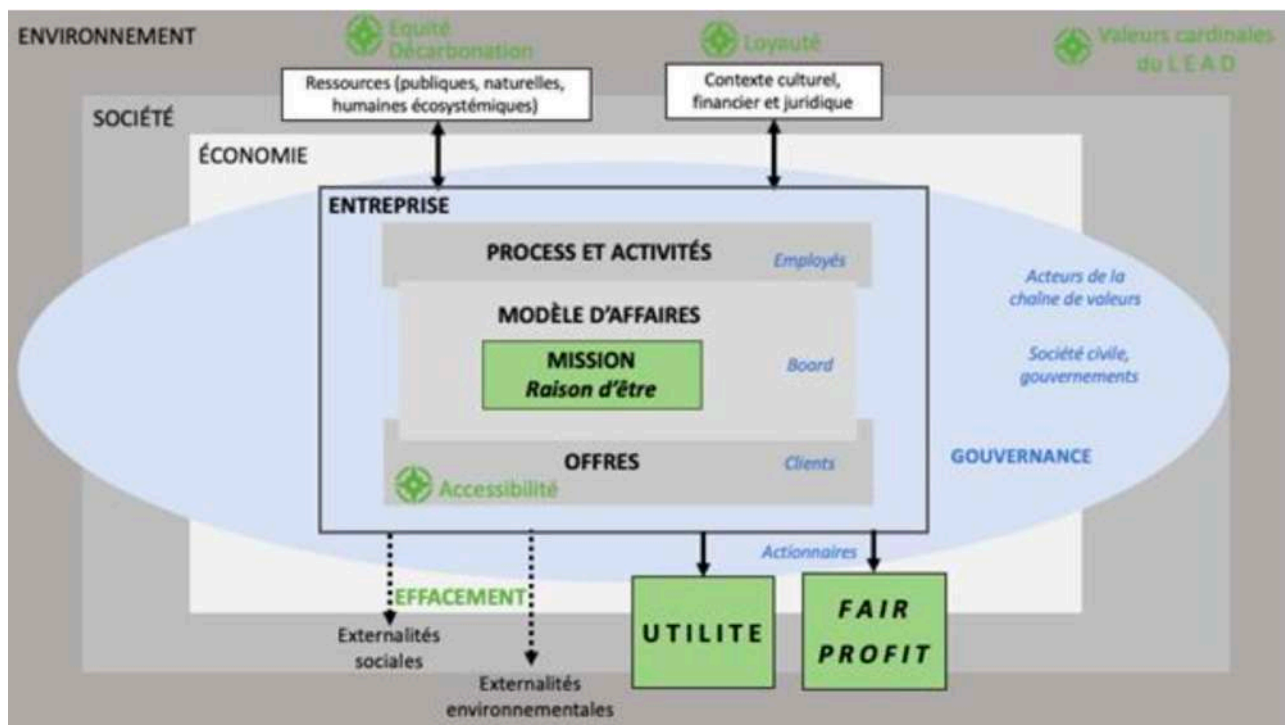 ENVIRONNEMENT
Equité
Décarbonation
Loyauté
Valeurs cardinales
du L E A D
Ressources (publiques, naturelles,
humaines écosystémiques)
Contexte culturel,
financier et juridique
SOCIÉTÉ
ÉCONOMIE
ENTREPRISE
PROCESS ET ACTIVITÉS
Employés
Acteurs de la
chaîne de valeurs
MODÈLE D'AFFAIRES
MISSION
Raison d'être
Board
Société civile,
gouvernements
OFFRES
Clients
GOUVERNANCE
Accessibilité
Actionnaires
EFFACEMENT
UTILITE
FAIR
PROFIT
Externalités
sociales
Externalités
environnementales